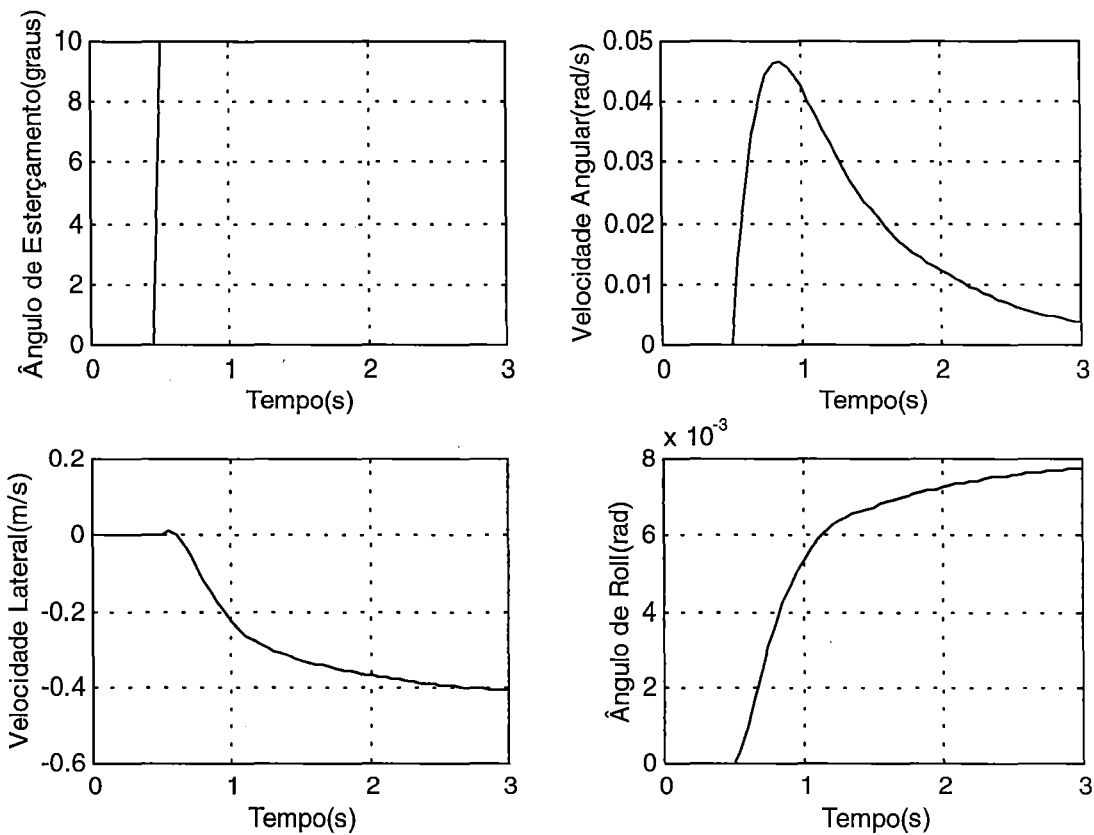 Ângulo de Esterçamento(graus)
10
8
6
4
2
0
0 1 2 3
Tempo(s)
Velocidade Angular(rad/s)
0.05
0.04
0.03
0.02
0.01
0
0 1 2 3
Tempo(s)
Velocidade Lateral(m/s)
0.2
0
-0.2
-0.4
-0.6
0 1 2 3
Tempo(s)
x 10^-3
Ângulo de Roll(rad)
8
6
4
2
0
0 1 2 3
Tempo(s)